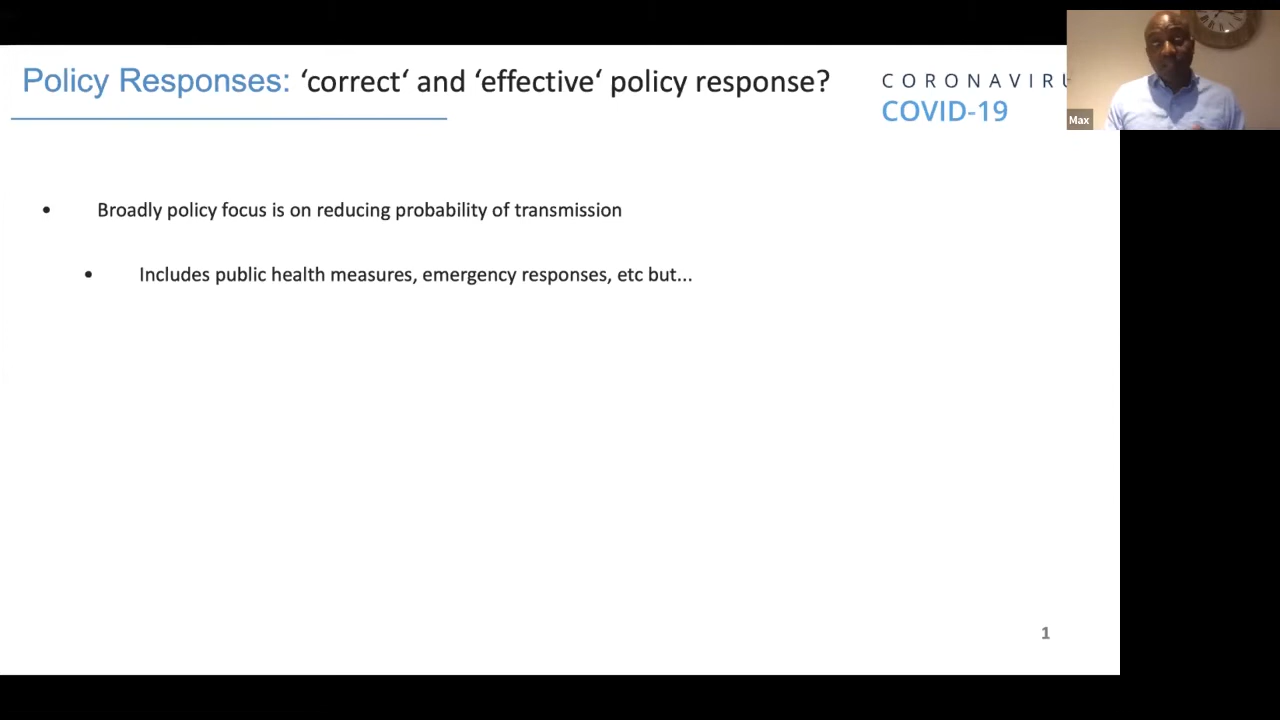 Policy Responses: ‘correct‘ and ‘effective‘ policy response?
CORONAVIRU
COVID-19
Max
• Broadly policy focus is on reducing probability of transmission
• Includes public health measures, emergency responses, etc but...
1